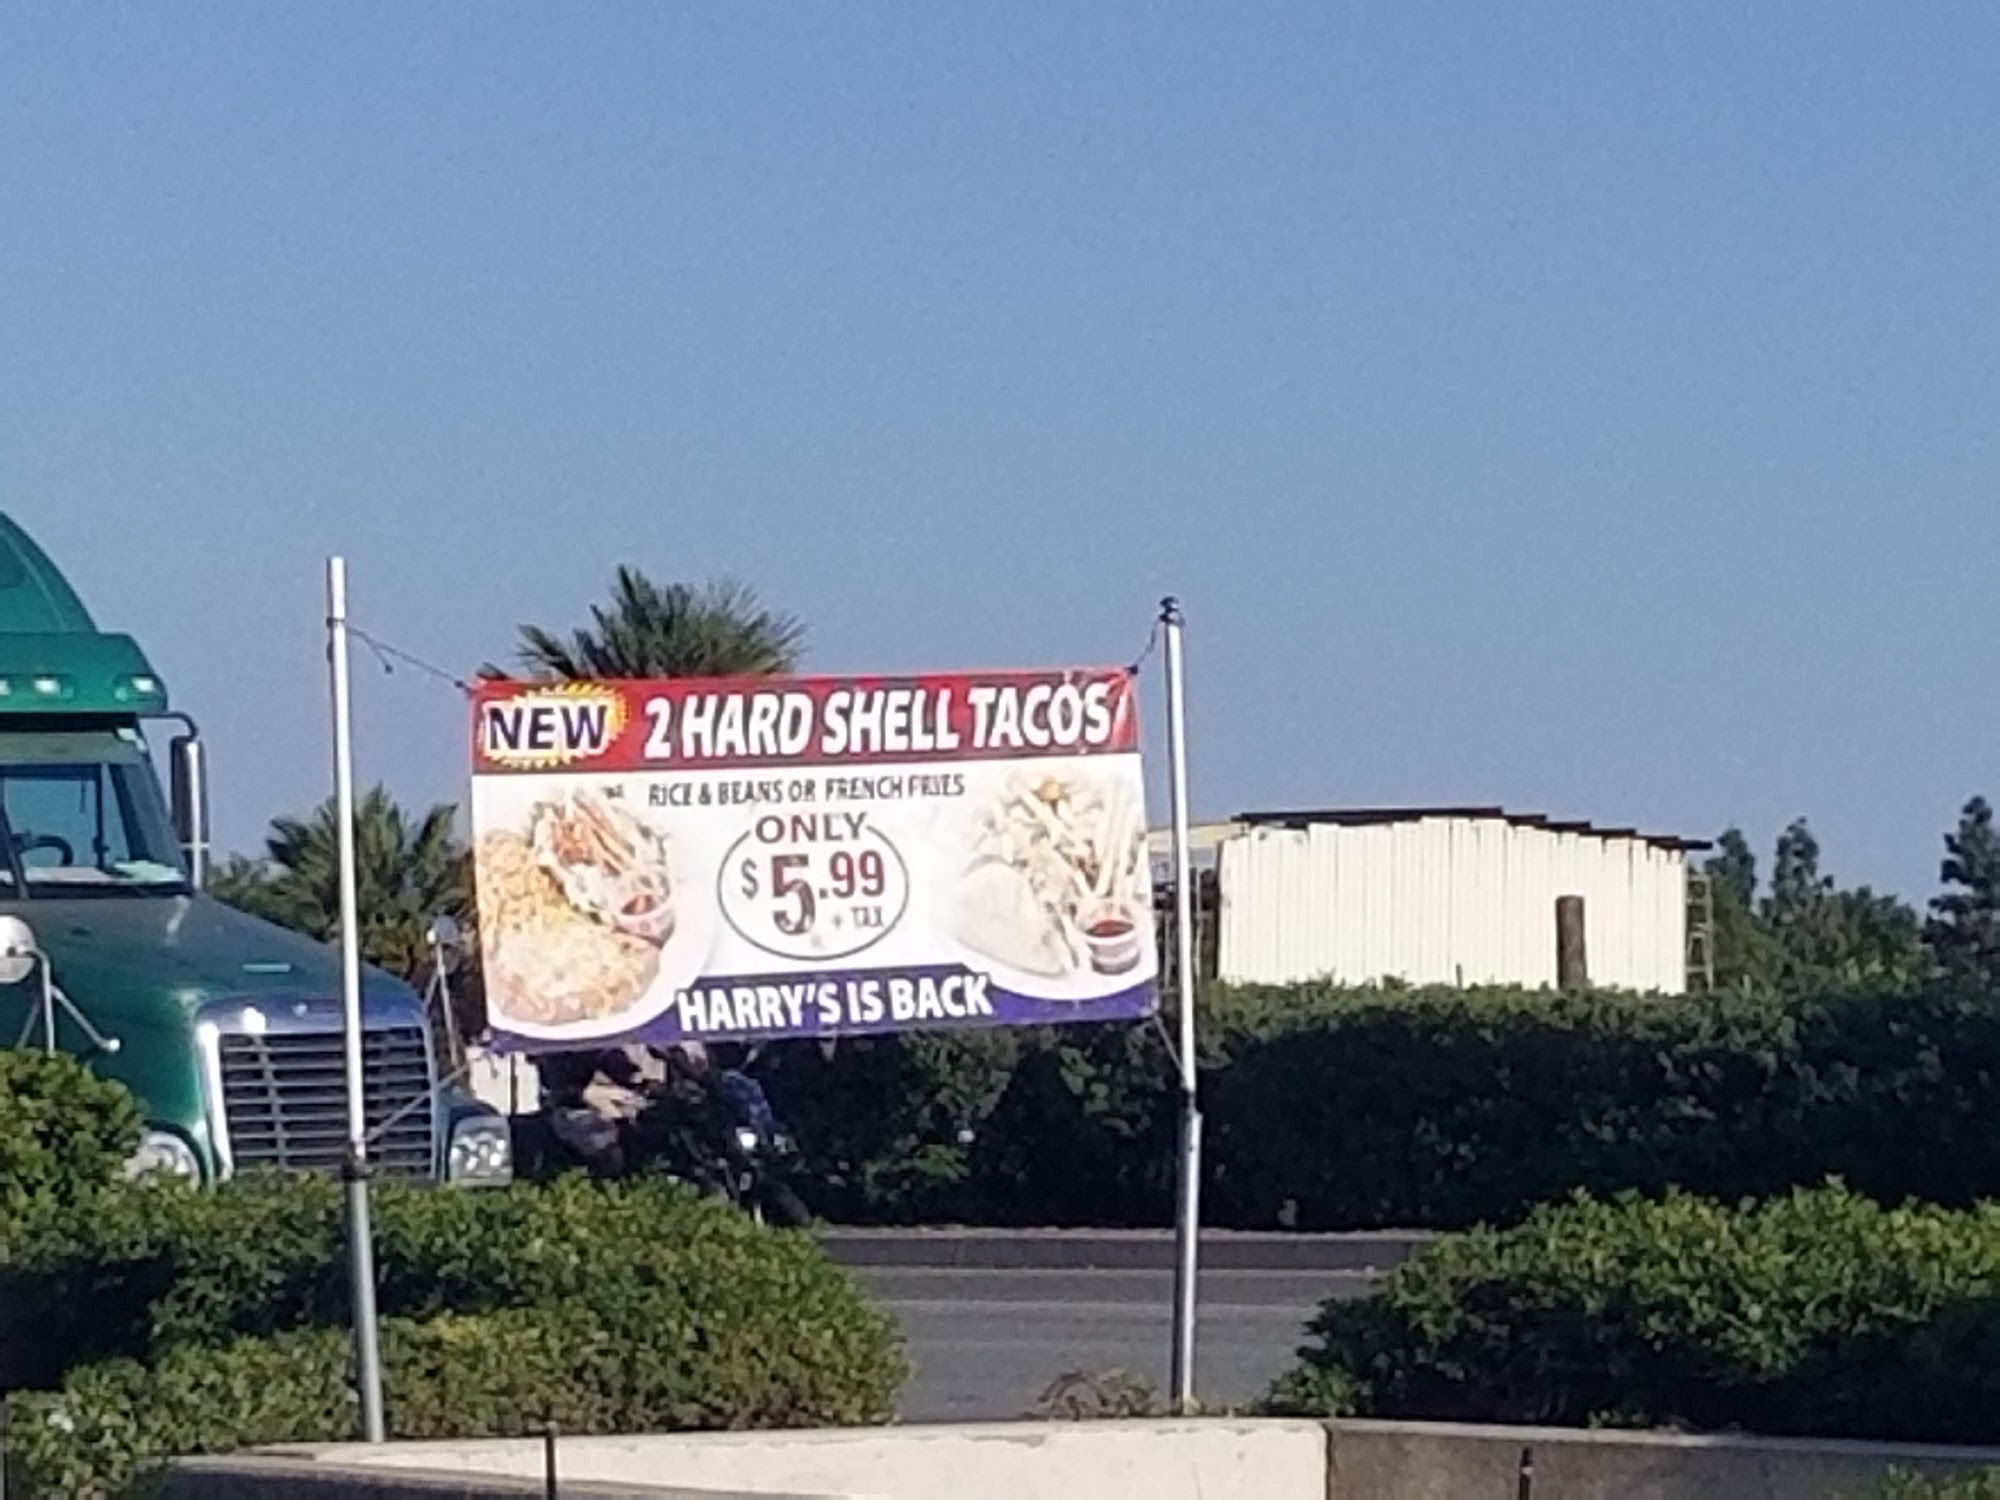 NEW 2 HARD SHELL TACOS
RICE & BEANS OR FRENCH FRIES
ONLY
$5.99
+ TAX
HARRY'S IS BACK